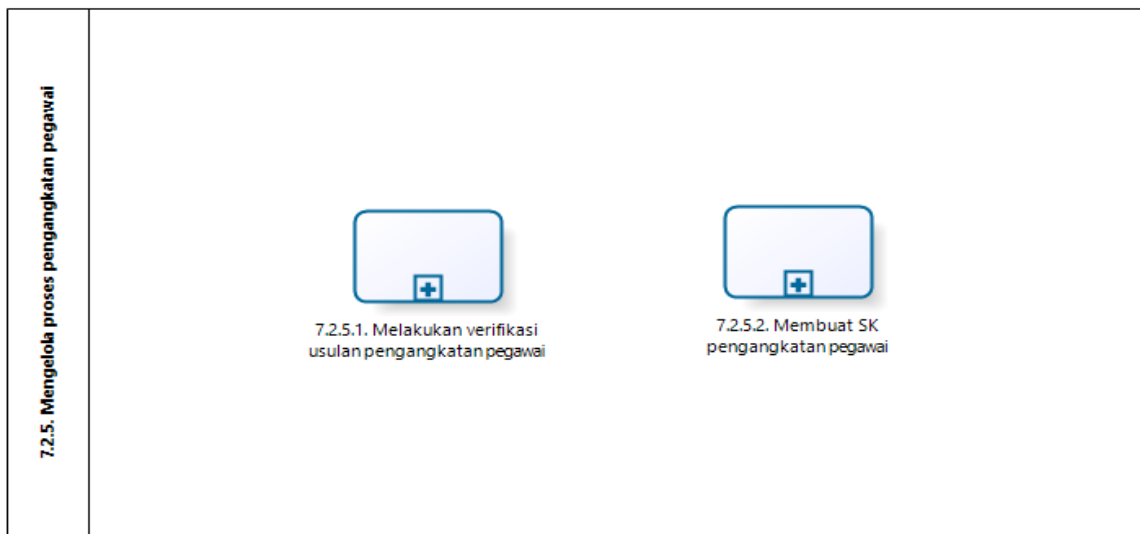 7.2.5. Mengelola proses pengangkatan pegawai
7.2.5.1. Melakukan verifikasi
usulan pengangkatan pegawai
7.2.5.2. Membuat SK
pengangkatan pegawai